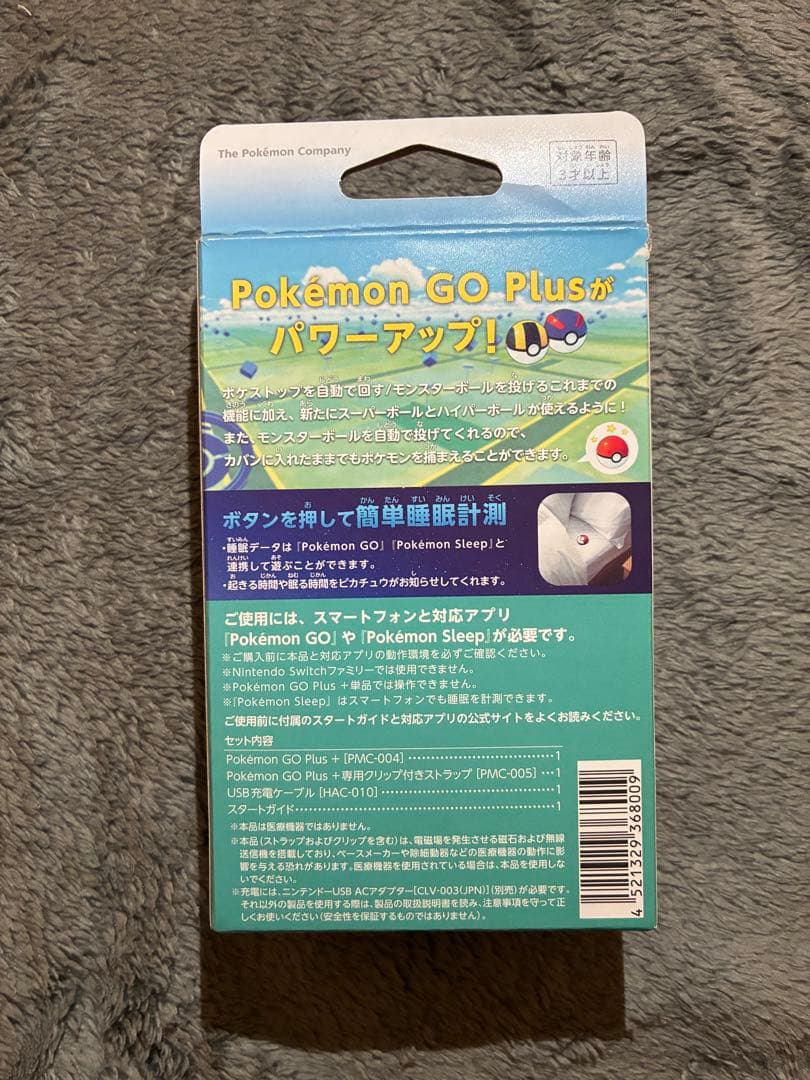 The Pokémon Company
対象年齢
3才以上
Pokémon GO Plusが
パワーアップ!
ポケストップを自動で回す/モンスターボールを投げるこれまでの
機能に加え、新たにスーパーボールとハイパーボールが使えるように!
また、モンスターボールを自動で投げてくれるので、
カバンに入れたままでもポケモンを捕まえることができます。
ボタンを押して簡単睡眠計測
・睡眠データは『Pokémon GO』『Pokémon Sleep』と
連携して遊ぶことができます。
・起きる時間や眠る時間をピカチュウがお知らせしてくれます。
ご使用には、スマートフォンと対応アプリ
『Pokémon GO』や『Pokémon Sleep』が必要です。
※ご購入前に本品と対応アプリの動作環境を必ずご確認ください。
※Nintendo Switchファミリーでは使用できません。
※Pokémon GO Plus +単品では操作できません。
※『Pokémon Sleep』はスマートフォンでも睡眠を計測できます。
ご使用前に付属のスタートガイドと対応アプリの公式サイトをよくお読みください。
セット内容
Pokémon GO Plus + [PMC-004] ……………………… 1
Pokémon GO Plus +専用クリップ付きストラップ [PMC-005] … 1
USB充電ケーブル [HAC-010] ……………………… 1
スタートガイド……………………………………… 1
※本品は医療機器ではありません。
※本品(ストラップおよびクリップを含む)は、電磁場を発生させる磁石および無線
送信機を搭載しており、ペースメーカーや除細動器などの医療機器の動作に影
響を与える恐れがあります。医療機器を使用されている場合は、本品を使用しな
いでください。
※充電には、ニンテンドーUSB ACアダプター[CLV-003(JPN)](別売)が必要です。
それ以外の製品を使用する際は、製品の取扱説明書を読み、注意事項を守って正
しくお使いください(安全性を保証するものではありません)。
4 521329 368009